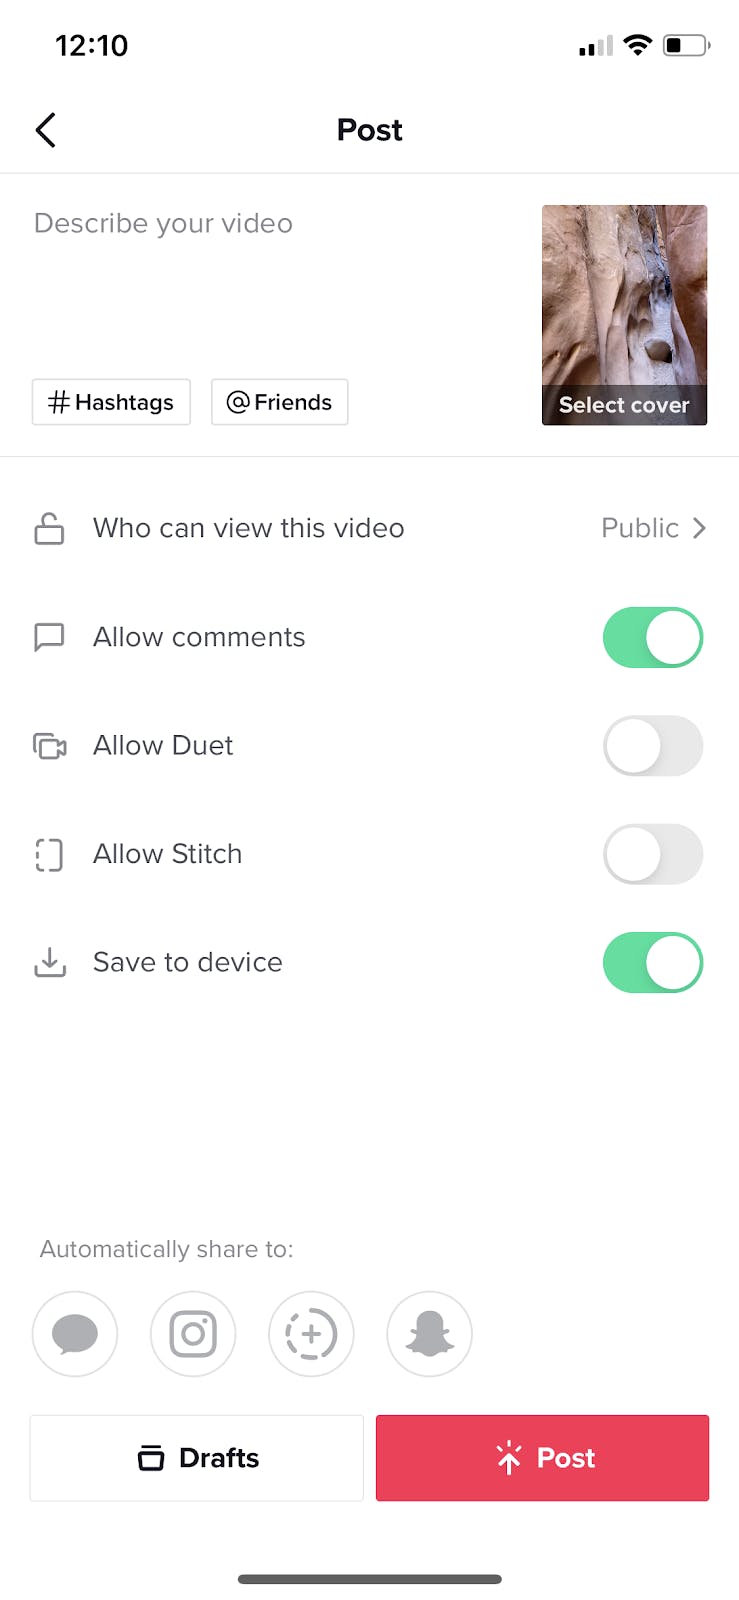 12:10
Post
Describe your video
#Hashtags
@Friends
Select cover
Who can view this video
Public
Allow comments
Allow Duet
Allow Stitch
Save to device
Automatically share to:
Drafts
Post